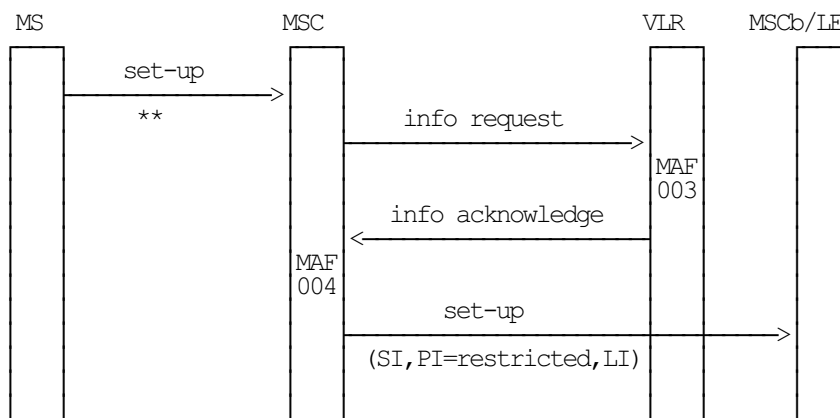 MS MSC VLR MSCb/LE
set-up
**
info request
MAF
003
info acknowledge
MAF
004
set-up
(SI,PI=restricted,LI)